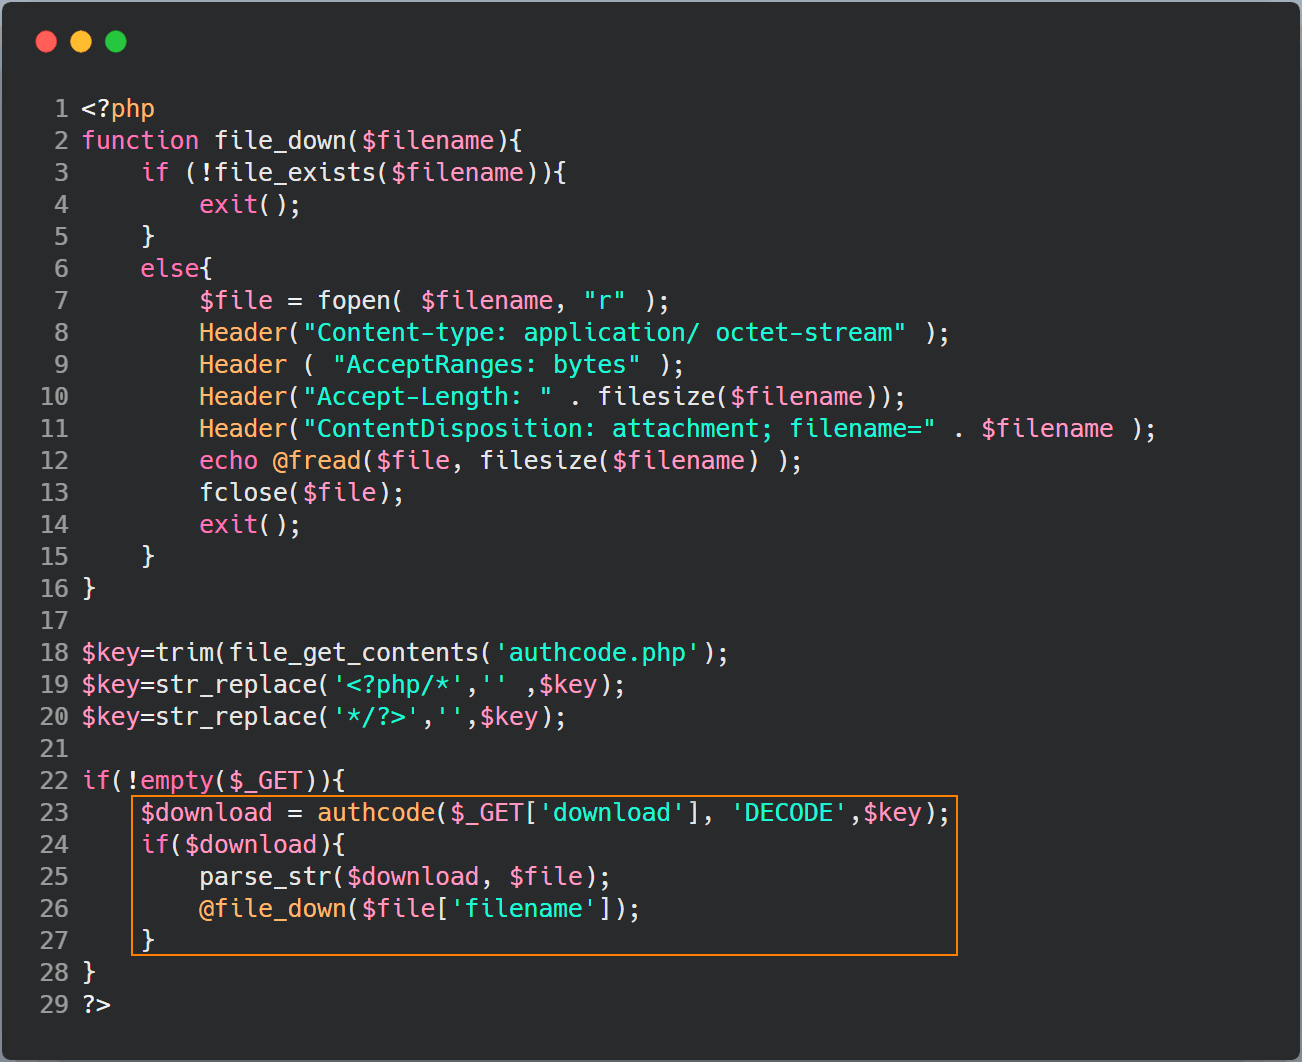 1 <?php
2 function file_down($filename){
3     if (!file_exists($filename)){
4         exit();
5     }
6     else{
7         $file = fopen( $filename, "r" );
8         Header("Content-type: application/ octet-stream" );
9         Header ( "AcceptRanges: bytes" );
10         Header("Accept-Length: " . filesize($filename));
11         Header("ContentDisposition: attachment; filename=" . $filename );
12         echo @fread($file, filesize($filename) );
13         fclose($file);
14         exit();
15     }
16 }
17
18 $key=trim(file_get_contents('authcode.php');
19 $key=str_replace('<?php/*','' ,$key);
20 $key=str_replace('*/?>','',$key);
21
22 if(!empty($_GET)){
23     $download = authcode($_GET['download'], 'DECODE',$key);
24     if($download){
25         parse_str($download, $file);
26         @file_down($file['filename']);
27     }
28 }
29 ?>